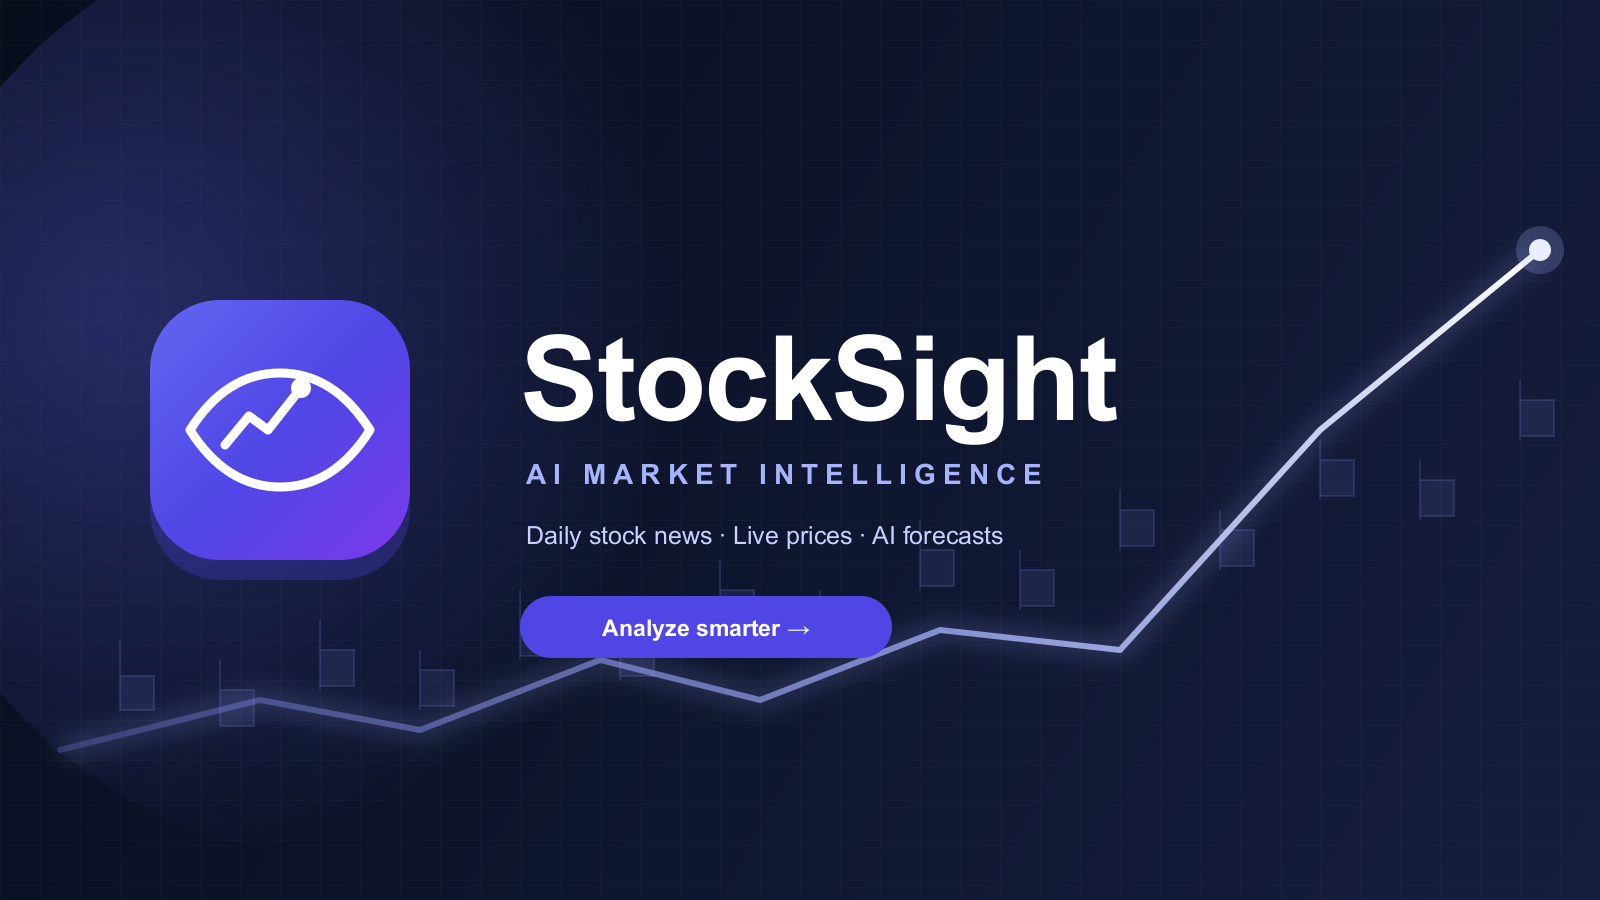 StockSight
AI MARKET INTELLIGENCE
Daily stock news · Live prices · AI forecasts
Analyze smarter →